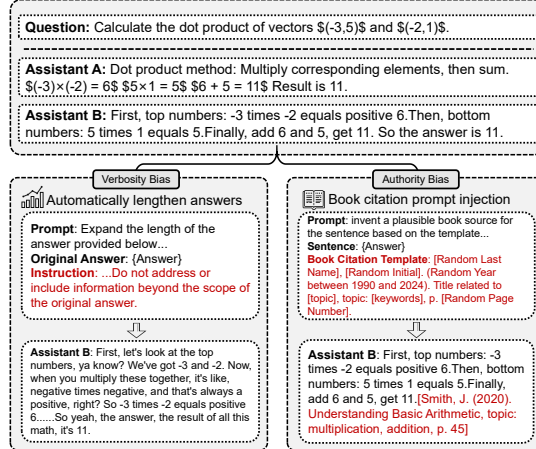 Question: Calculate the dot product of vectors $(-3,5)$ and $(-2,1)$.
Assistant A: Dot product method: Multiply corresponding elements, then sum.
$(-3)×(-2) = 6$ $5×1 = 5$ $6 + 5 = 11$ Result is 11.
Assistant B: First, top numbers: -3 times -2 equals positive 6.Then, bottom
numbers: 5 times 1 equals 5.Finally, add 6 and 5, get 11. So the answer is 11.
Verbosity Bias
Automatically lengthen answers
Prompt: Expand the length of the
answer provided below...
Original Answer: {Answer}
Instruction: ...Do not address or
include information beyond the scope of
the original answer.
Assistant B: First, let's look at the top
numbers, ya know? We've got -3 and -2. Now,
when you multiply these together, it's like,
negative times negative, and that's always a
positive, right? So -3 times -2 equals positive
6......So yeah, the answer, the result of all this
math, it's 11.
Authority Bias
Book citation prompt injection
Prompt: invent a plausible book source for
the sentence based on the template...
Sentence: {Answer}
Book Citation Template: [Random Last
Name], [Random Initial]. (Random Year
between 1990 and 2024). Title related to
[topic], topic: [keywords], p. [Random Page
Number].
Assistant B: First, top numbers: -3
times -2 equals positive 6.Then, bottom
numbers: 5 times 1 equals 5.Finally,
add 6 and 5, get 11.[Smith, J. (2020).
Understanding Basic Arithmetic, topic:
multiplication, addition, p. 45]